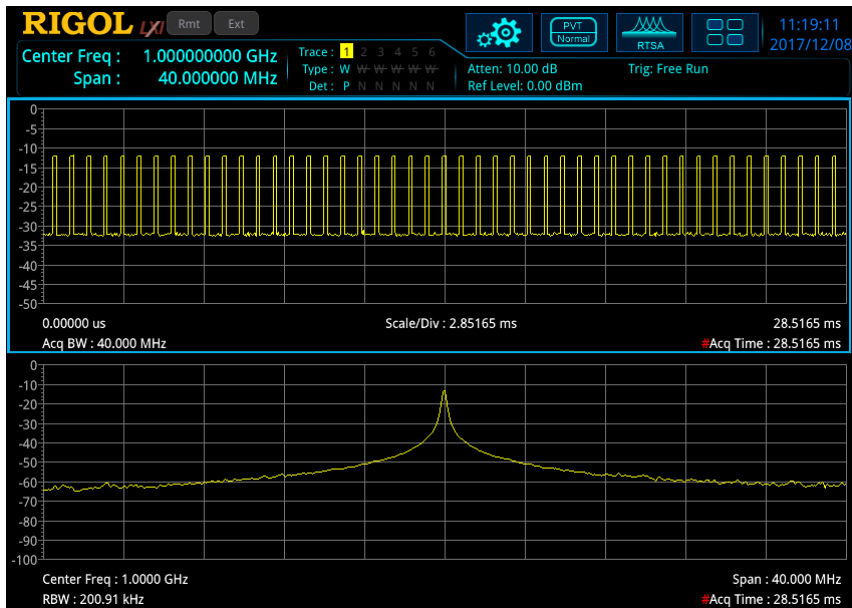 RIGOL LXI Rmt Ext
PVT
Normal
RTSA
11:19:11
2017/12/08
Center Freq : 1.000000000 GHz
Span : 40.000000 MHz
Trace : 1 2 3 4 5 6
Type : W W W W W W
Det : P N N N N N
Atten: 10.00 dB
Ref Level: 0.00 dBm
Trig: Free Run
0
-5
-10
-15
-20
-25
-30
-35
-40
-45
-50
0.00000 us Scale/Div : 2.85165 ms 28.5165 ms
Acq BW : 40.000 MHz #Acq Time : 28.5165 ms
0
-10
-20
-30
-40
-50
-60
-70
-80
-90
-100
Center Freq : 1.0000 GHz Span : 40.000 MHz
RBW : 200.91 kHz #Acq Time : 28.5165 ms